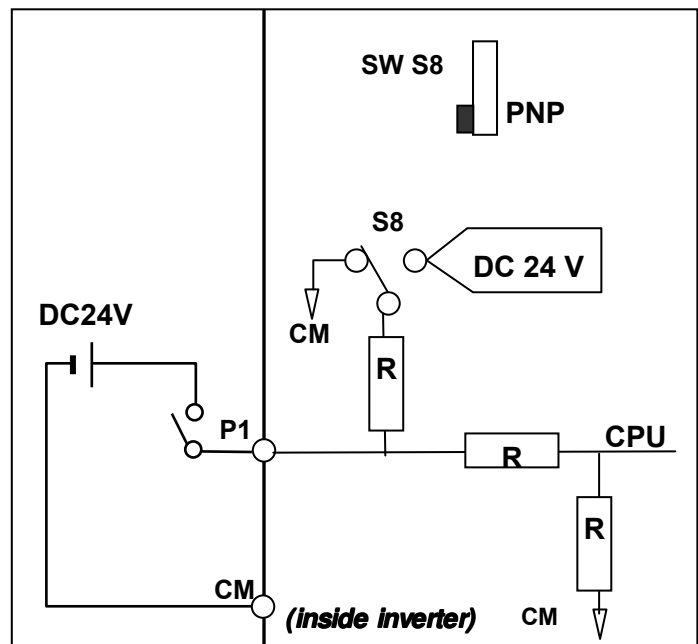 SW S8
PNP
S8
DC 24 V
DC24V
CM
R
P1
CPU
R
R
CM
(inside inverter)
CM